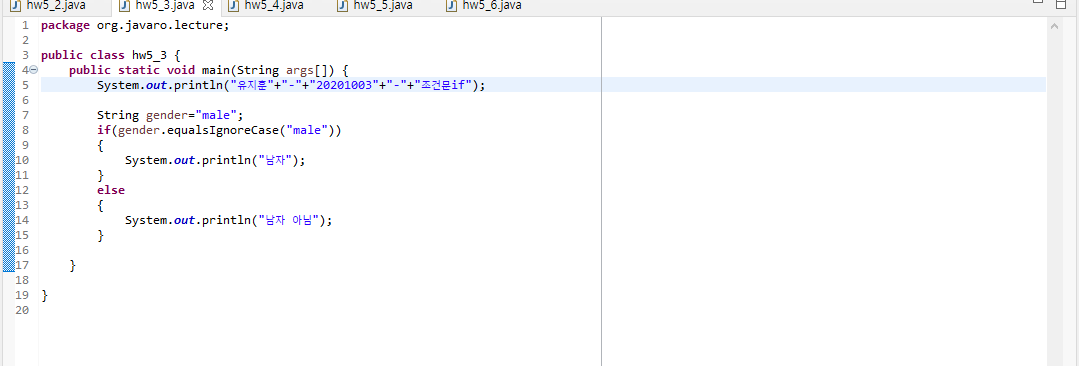 hw5_2.java hw5_3.java hw5_4.java hw5_5.java hw5_6.java
1 package org.javaro.lecture;
2
3 public class hw5_3 {
4 public static void main(String args[]) {
5 System.out.println("유지훈"+"-"+"20201003"+"-"+"조건문if");
6
7 String gender="male";
8 if(gender.equalsIgnoreCase("male"))
9 {
10 System.out.println("남자");
11 }
12 else
13 {
14 System.out.println("남자 아님");
15 }
16
17 }
18
19 }
20